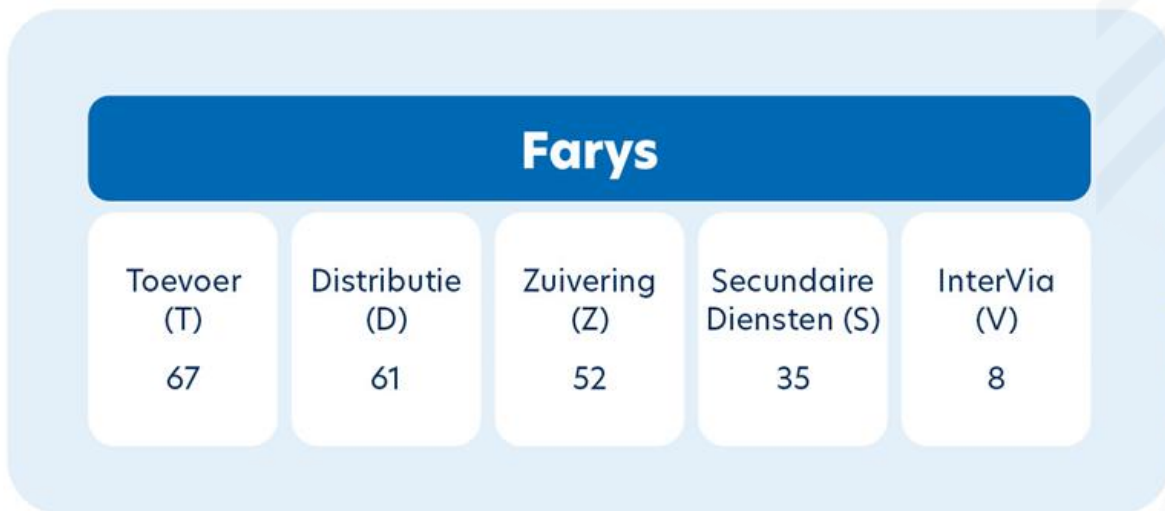 Farys
Toevoer
(T)
67
Distributie
(D)
61
Zuivering
(Z)
52
Secundaire
Diensten (S)
35
InterVia
(V)
8